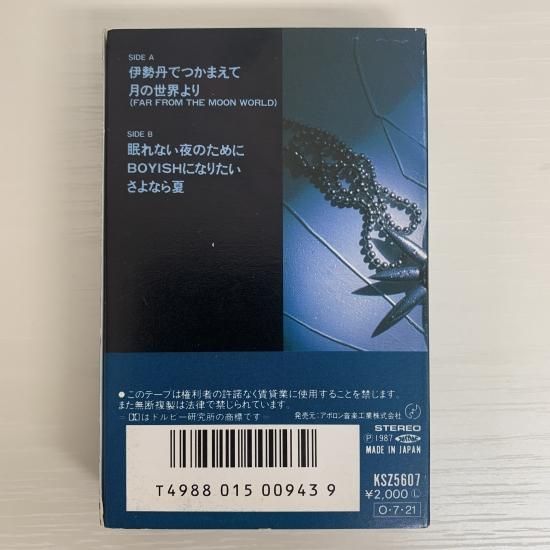 SIDE A
伊勢丹でつかまえて
月の世界より
(FAR FROM THE MOON WORLD)
SIDE B
眠れない夜のために
BOYISHになりたい
さよなら夏
●このテープは権利者の許諾なく賃貸業に使用することを禁じます。
また無断複製は法律で禁じられています。
はドルビー研究所の商標です
発売元:アポロン音楽工業株式会社
STEREO
Ⓟ1987
MADE IN JAPAN
T4988 015 00943 9
KSZ5607
¥2,000 Ⓛ
O・7・21